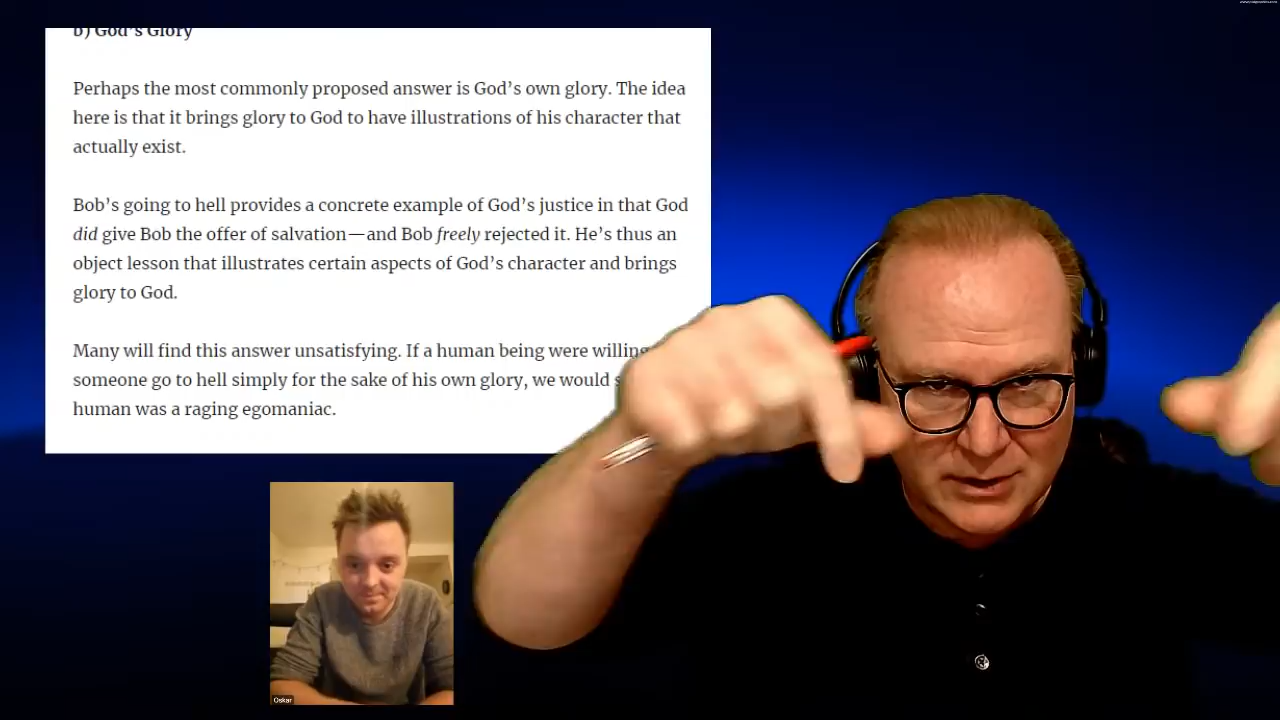 b) God's Glory
Perhaps the most commonly proposed answer is God's own glory. The idea
here is that it brings glory to God to have illustrations of his character that
actually exist.
Bob's going to hell provides a concrete example of God's justice in that God
did give Bob the offer of salvation—and Bob freely rejected it. He's thus an
object lesson that illustrates certain aspects of God's character and brings
glory to God.
Many will find this answer unsatisfying. If a human being were willing
someone go to hell simply for the sake of his own glory, we would
human was a raging egomaniac.
Oskar